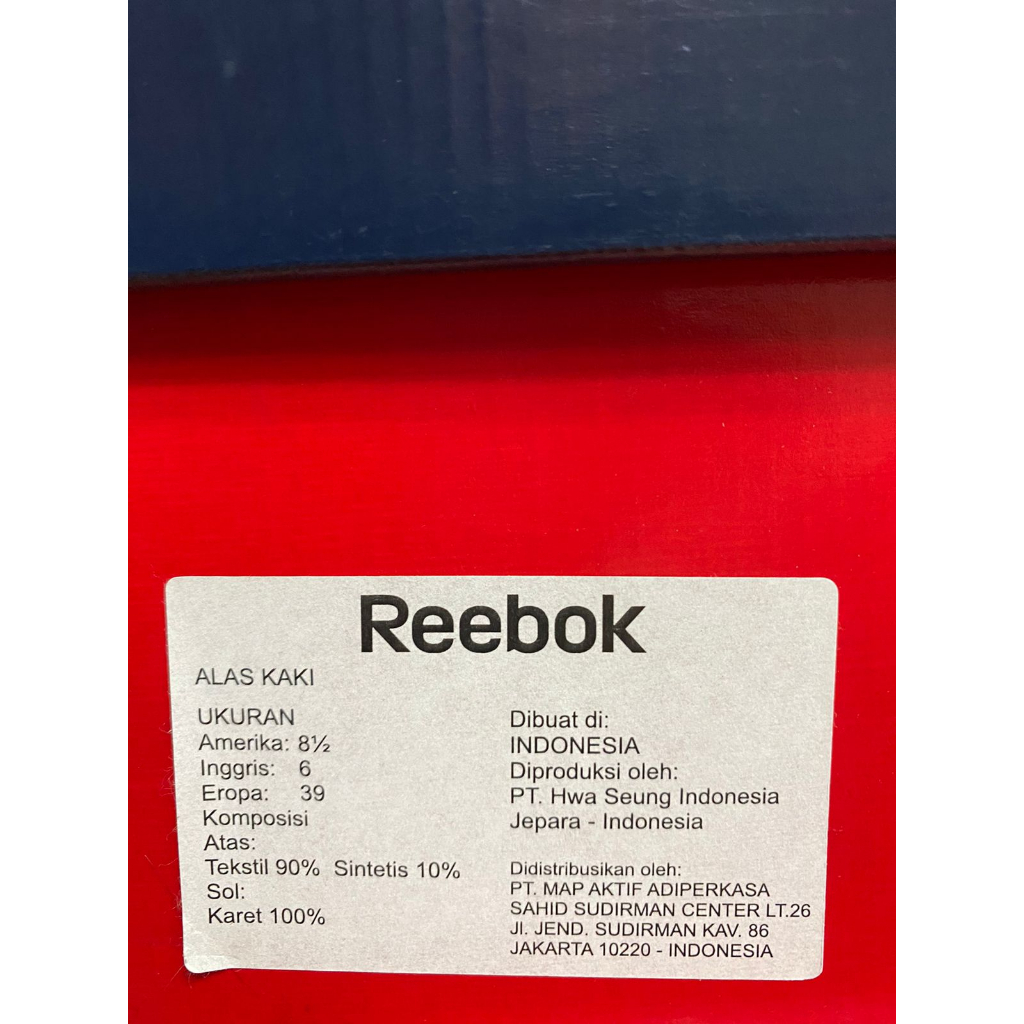 Reebok
ALAS KAKI
UKURAN
Amerika: 8½
Inggris: 6
Eropa: 39
Komposisi
Atas:
Tekstil 90% Sintetis 10%
Sol:
Karet 100%
Dibuat di:
INDONESIA
Diproduksi oleh:
PT. Hwa Seung Indonesia
Jepara - Indonesia
Didistribusikan oleh:
PT. MAP AKTIF ADIPERKASA
SAHID SUDIRMAN CENTER LT.26
Jl. JEND. SUDIRMAN KAV. 86
JAKARTA 10220 - INDONESIA